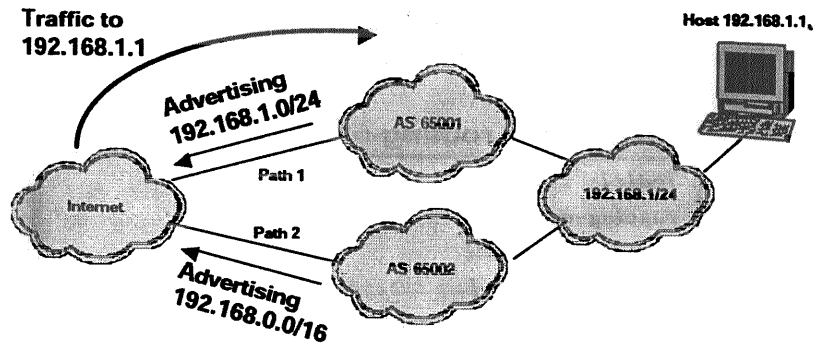 Traffic to
192.168.1.1
Host 192.168.1.1.
Advertising
192.168.1.0/24
AS 65001
Path 1
Internet
192.168.1/24
Path 2
AS 65002
Advertising
192.168.0.0/16